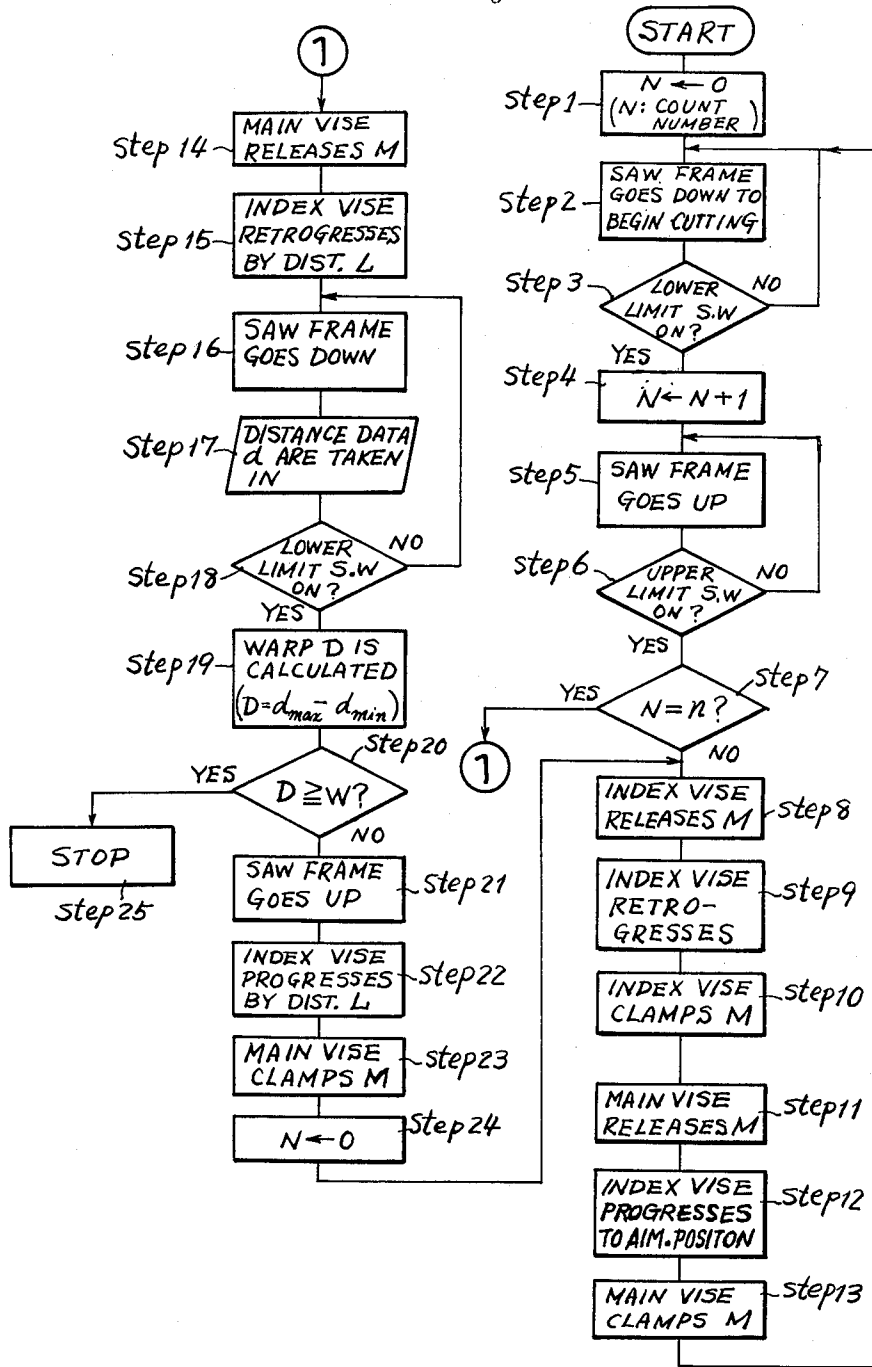 START
Step 1
N ← 0
(N: COUNT
NUMBER)
Step 2
SAW FRAME
GOES DOWN TO
BEGIN CUTTING
Step 3
LOWER
LIMIT S.W
ON?
NO
YES
Step 4
N ← N + 1
Step 5
SAW FRAME
GOES UP
Step 6
UPPER
LIMIT S.W
ON?
NO
YES
Step 7
N = n?
YES
1
NO
INDEX VISE
RELEASES M
Step 8
INDEX VISE
RETRO-
GRESSES
Step 9
INDEX VISE
CLAMPS M
Step 10
MAIN VISE
RELEASES M
Step 11
INDEX VISE
PROGRESSES
TO AIM.POSITON
Step 12
MAIN VISE
CLAMPS M
Step 13
1
Step 14
MAIN VISE
RELEASES M
Step 15
INDEX VISE
RETROGRESSES
BY DIST. L
Step 16
SAW FRAME
GOES DOWN
Step 17
DISTANCE DATA
d ARE TAKEN
IN
Step 18
LOWER
LIMIT S.W
ON?
NO
YES
Step 19
WARP D IS
CALCULATED
(D = dmax - dmin)
Step 20
D ≧ W?
YES
STOP
Step 25
NO
SAW FRAME
GOES UP
Step 21
INDEX VISE
PROGRESSES
BY DIST. L
Step 22
MAIN VISE
CLAMPS M
Step 23
N ← 0
Step 24